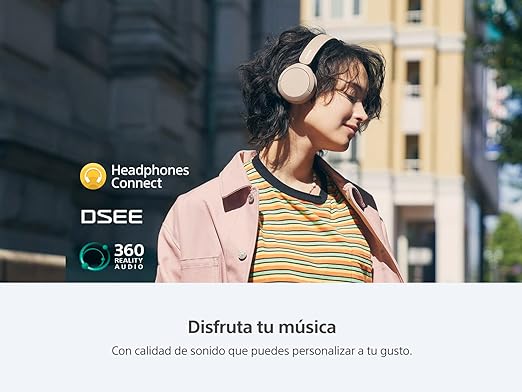 Headphones
Connect
DSEE
360
REALITY
AUDIO
Disfruta tu música
Con calidad de sonido que puedes personalizar a tu gusto.